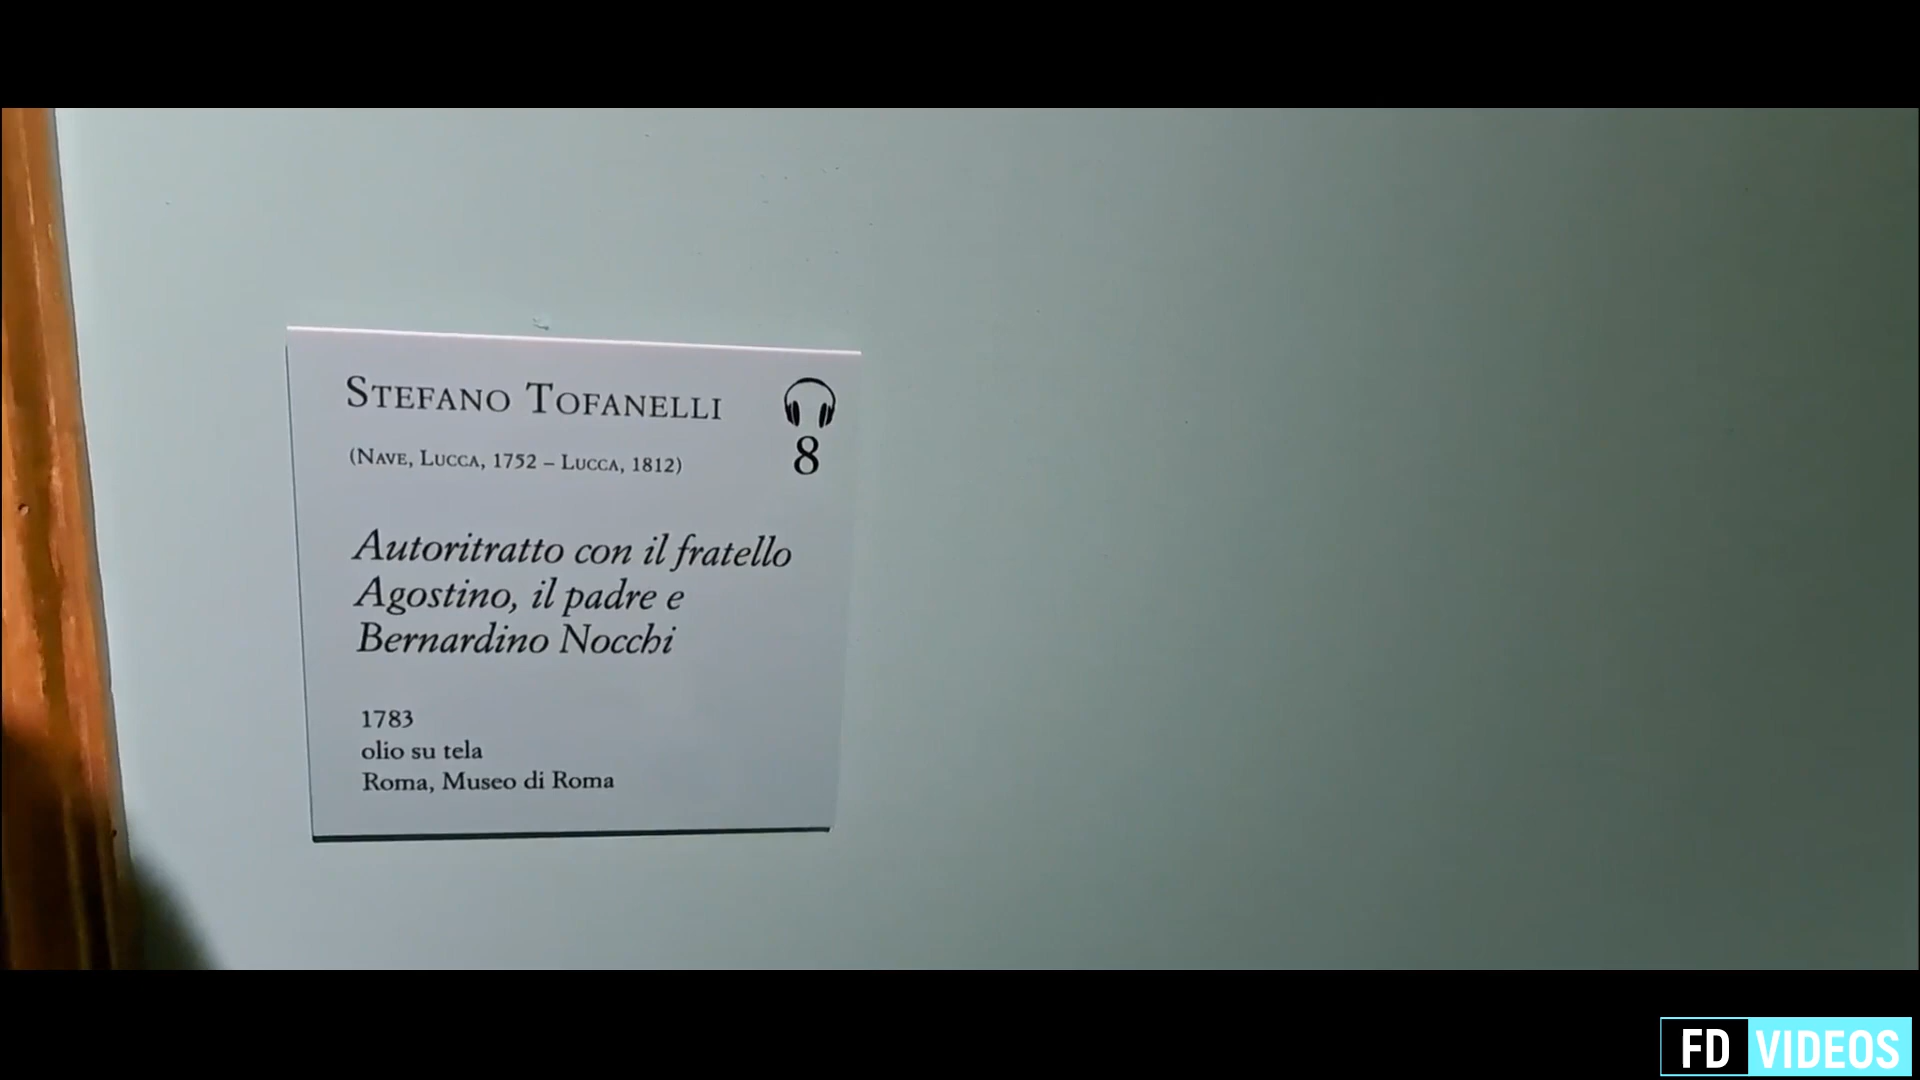 Stefano Tofanelli
8
(Nave, Lucca, 1752 – Lucca, 1812)
Autoritratto con il fratello
Agostino, il padre e
Bernardino Nocchi
1783
olio su tela
Roma, Museo di Roma
FD VIDEOS